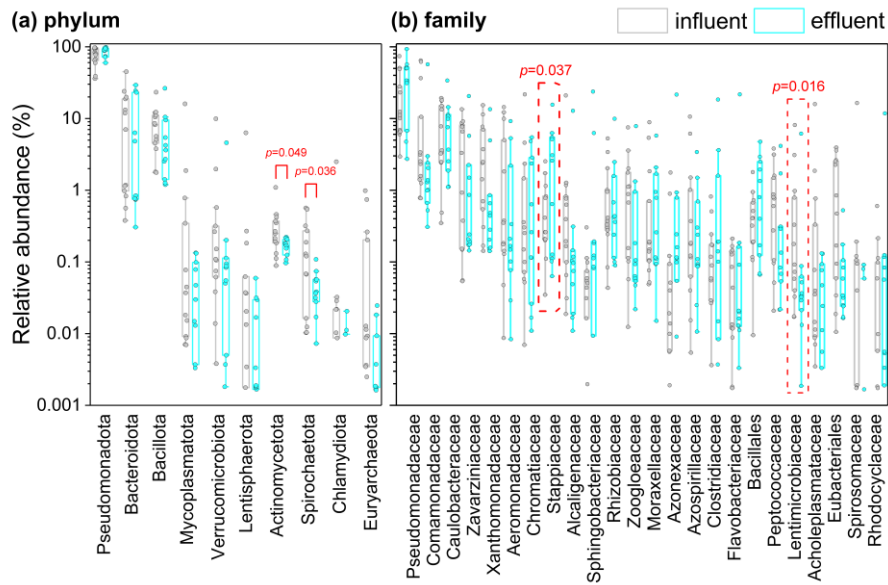 (a) phylum
(b) family
influent
effluent
Relative abundance (%)
100
10
1
0.1
0.01
0.001
p=0.049
p=0.036
p=0.037
p=0.016
Pseudomonadota
Bacteroidota
Bacillota
Mycoplasmatota
Verrucomicrobiota
Lentisphaerota
Actinomycetota
Spirochaetota
Chlamydiota
Euryarchaeota
Pseudomonadaceae
Comamonadaceae
Caulobacteraceae
Zavarziniaceae
Xanthomonadaceae
Aeromonadaceae
Chromatiaceae
Stappiaceae
Alcaligenaceae
Sphingobacteriaceae
Rhizobiaceae
Zoogloeaceae
Moraxellaceae
Azonexaceae
Azospirillaceae
Clostridiaceae
Flavobacteriaceae
Bacillales
Peptococcaceae
Lentimicrobiaceae
Acholeplasmataceae
Eubacteriales
Spirosomaceae
Rhodocyclaceae